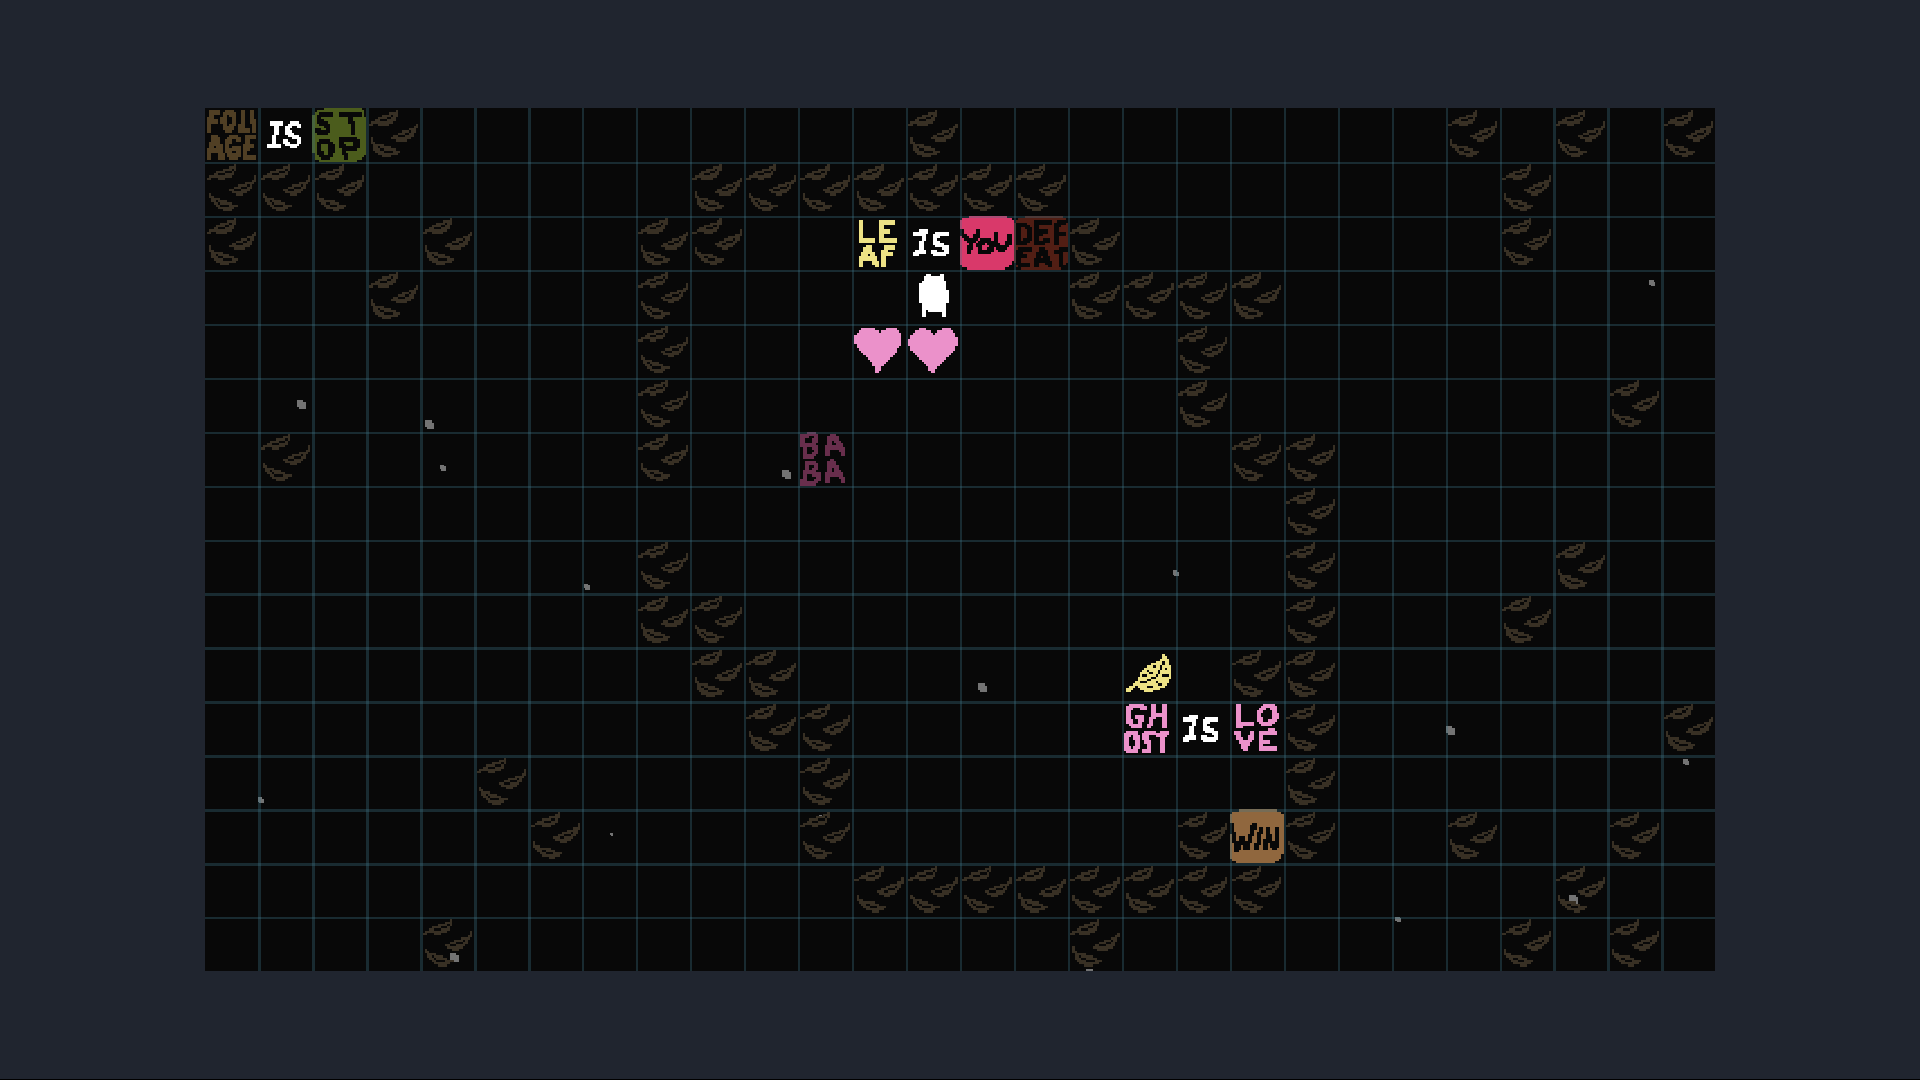 FOLIAGE IS STOP
LEAF IS YOU DEFEAT
BABA
GHOST IS LOVE
WIN